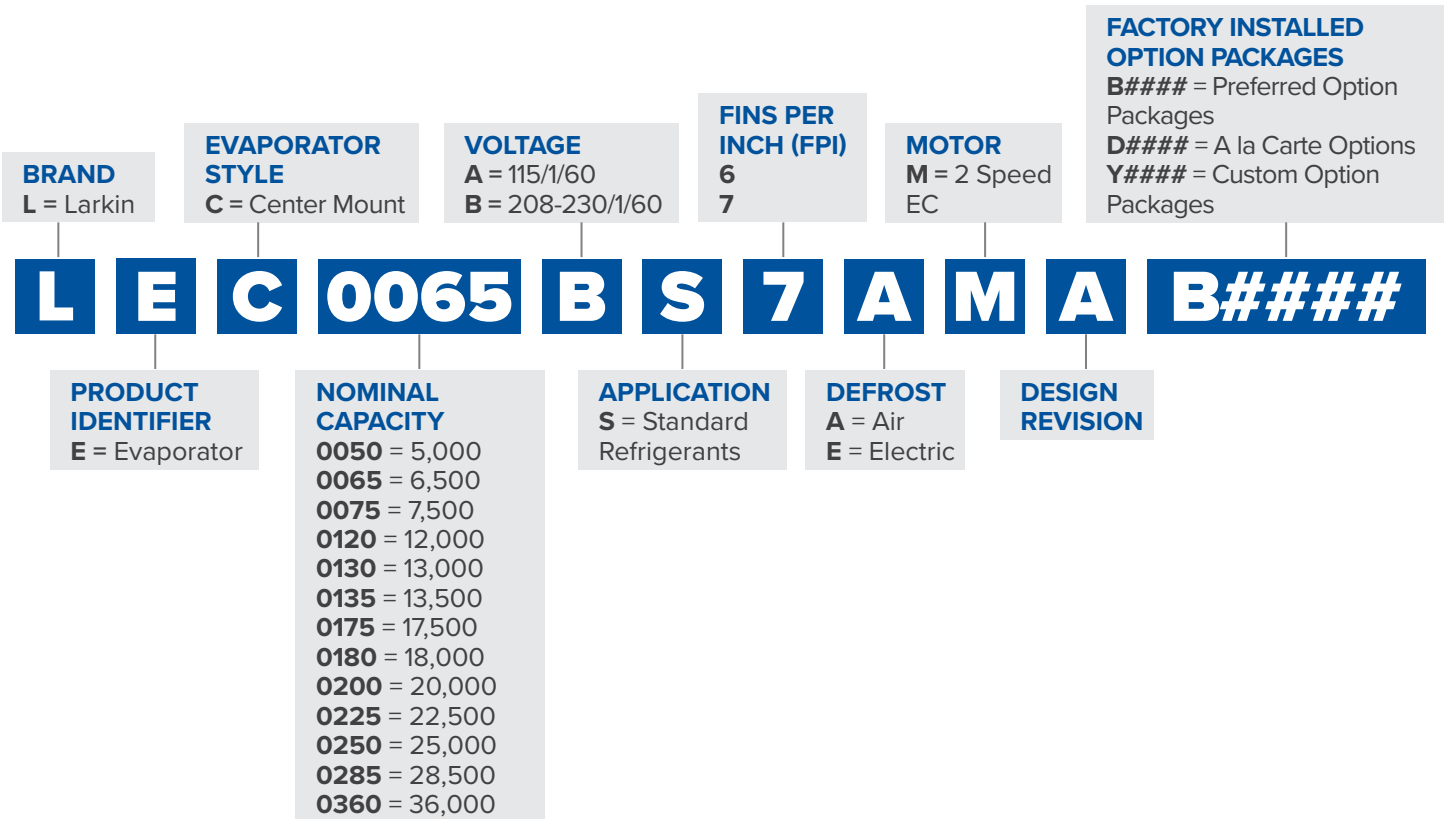 BRAND
L = Larkin
EVAPORATOR
STYLE
C = Center Mount
VOLTAGE
A = 115/1/60
B = 208-230/1/60
FINS PER
INCH (FPI)
6
7
MOTOR
M = 2 Speed
EC
FACTORY INSTALLED
OPTION PACKAGES
B#### = Preferred Option
Packages
D#### = A la Carte Options
Y#### = Custom Option
Packages
L E C 0065 B S 7 A M A B####
PRODUCT
IDENTIFIER
E = Evaporator
NOMINAL
CAPACITY
0050 = 5,000
0065 = 6,500
0075 = 7,500
0120 = 12,000
0130 = 13,000
0135 = 13,500
0175 = 17,500
0180 = 18,000
0200 = 20,000
0225 = 22,500
0250 = 25,000
0285 = 28,500
0360 = 36,000
APPLICATION
S = Standard
Refrigerants
DEFROST
A = Air
E = Electric
DESIGN
REVISION